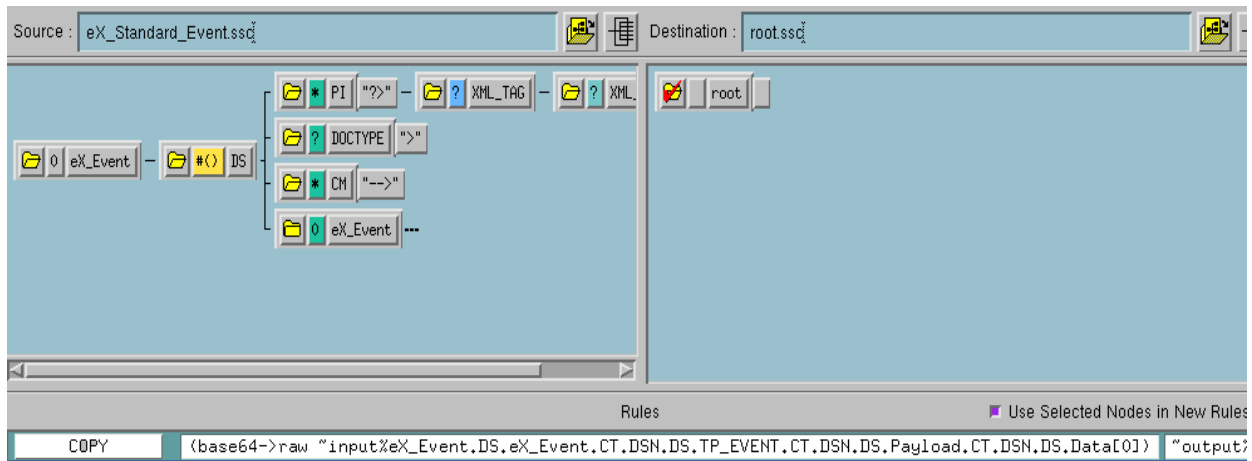 Source : eX_Standard_Event.ssc Destination : root.ssc
* PI "?>" ? XML_TAG ? XML_ root
? DOCTYPE ">"
0 eX_Event #() DS
* CM "-->"
0 eX_Event
Rules Use Selected Nodes in New Rules
COPY (base64->raw ~input%eX_Event.DS.eX_Event.CT.DSN.DS.TP_EVENT.CT.DSN.DS.Payload.CT.DSN.DS.Data[0]) ~output%